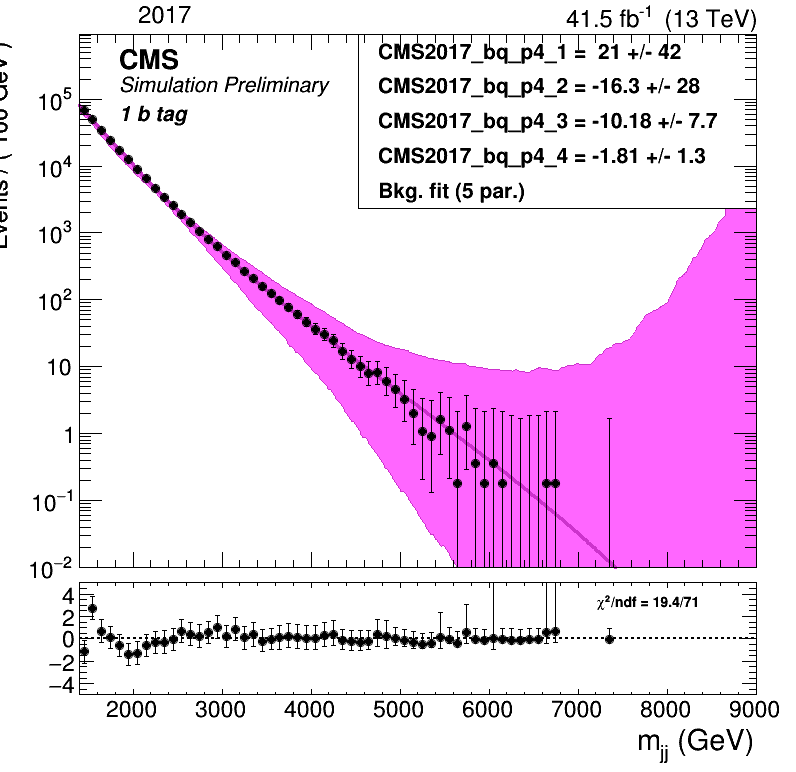 2017
41.5 fb⁻¹ (13 TeV)
CMS
Simulation Preliminary
1 b tag
CMS2017_bq_p4_1 = 21 +/- 42
CMS2017_bq_p4_2 = -16.3 +/- 28
CMS2017_bq_p4_3 = -10.18 +/- 7.7
CMS2017_bq_p4_4 = -1.81 +/- 1.3
Bkg. fit (5 par.)
10⁵
10⁴
10³
10²
10
1
10⁻¹
10⁻²
χ²/ndf = 19.4/71
4
2
0
−2
−4
2000 3000 4000 5000 6000 7000 8000 9000
m_jj (GeV)